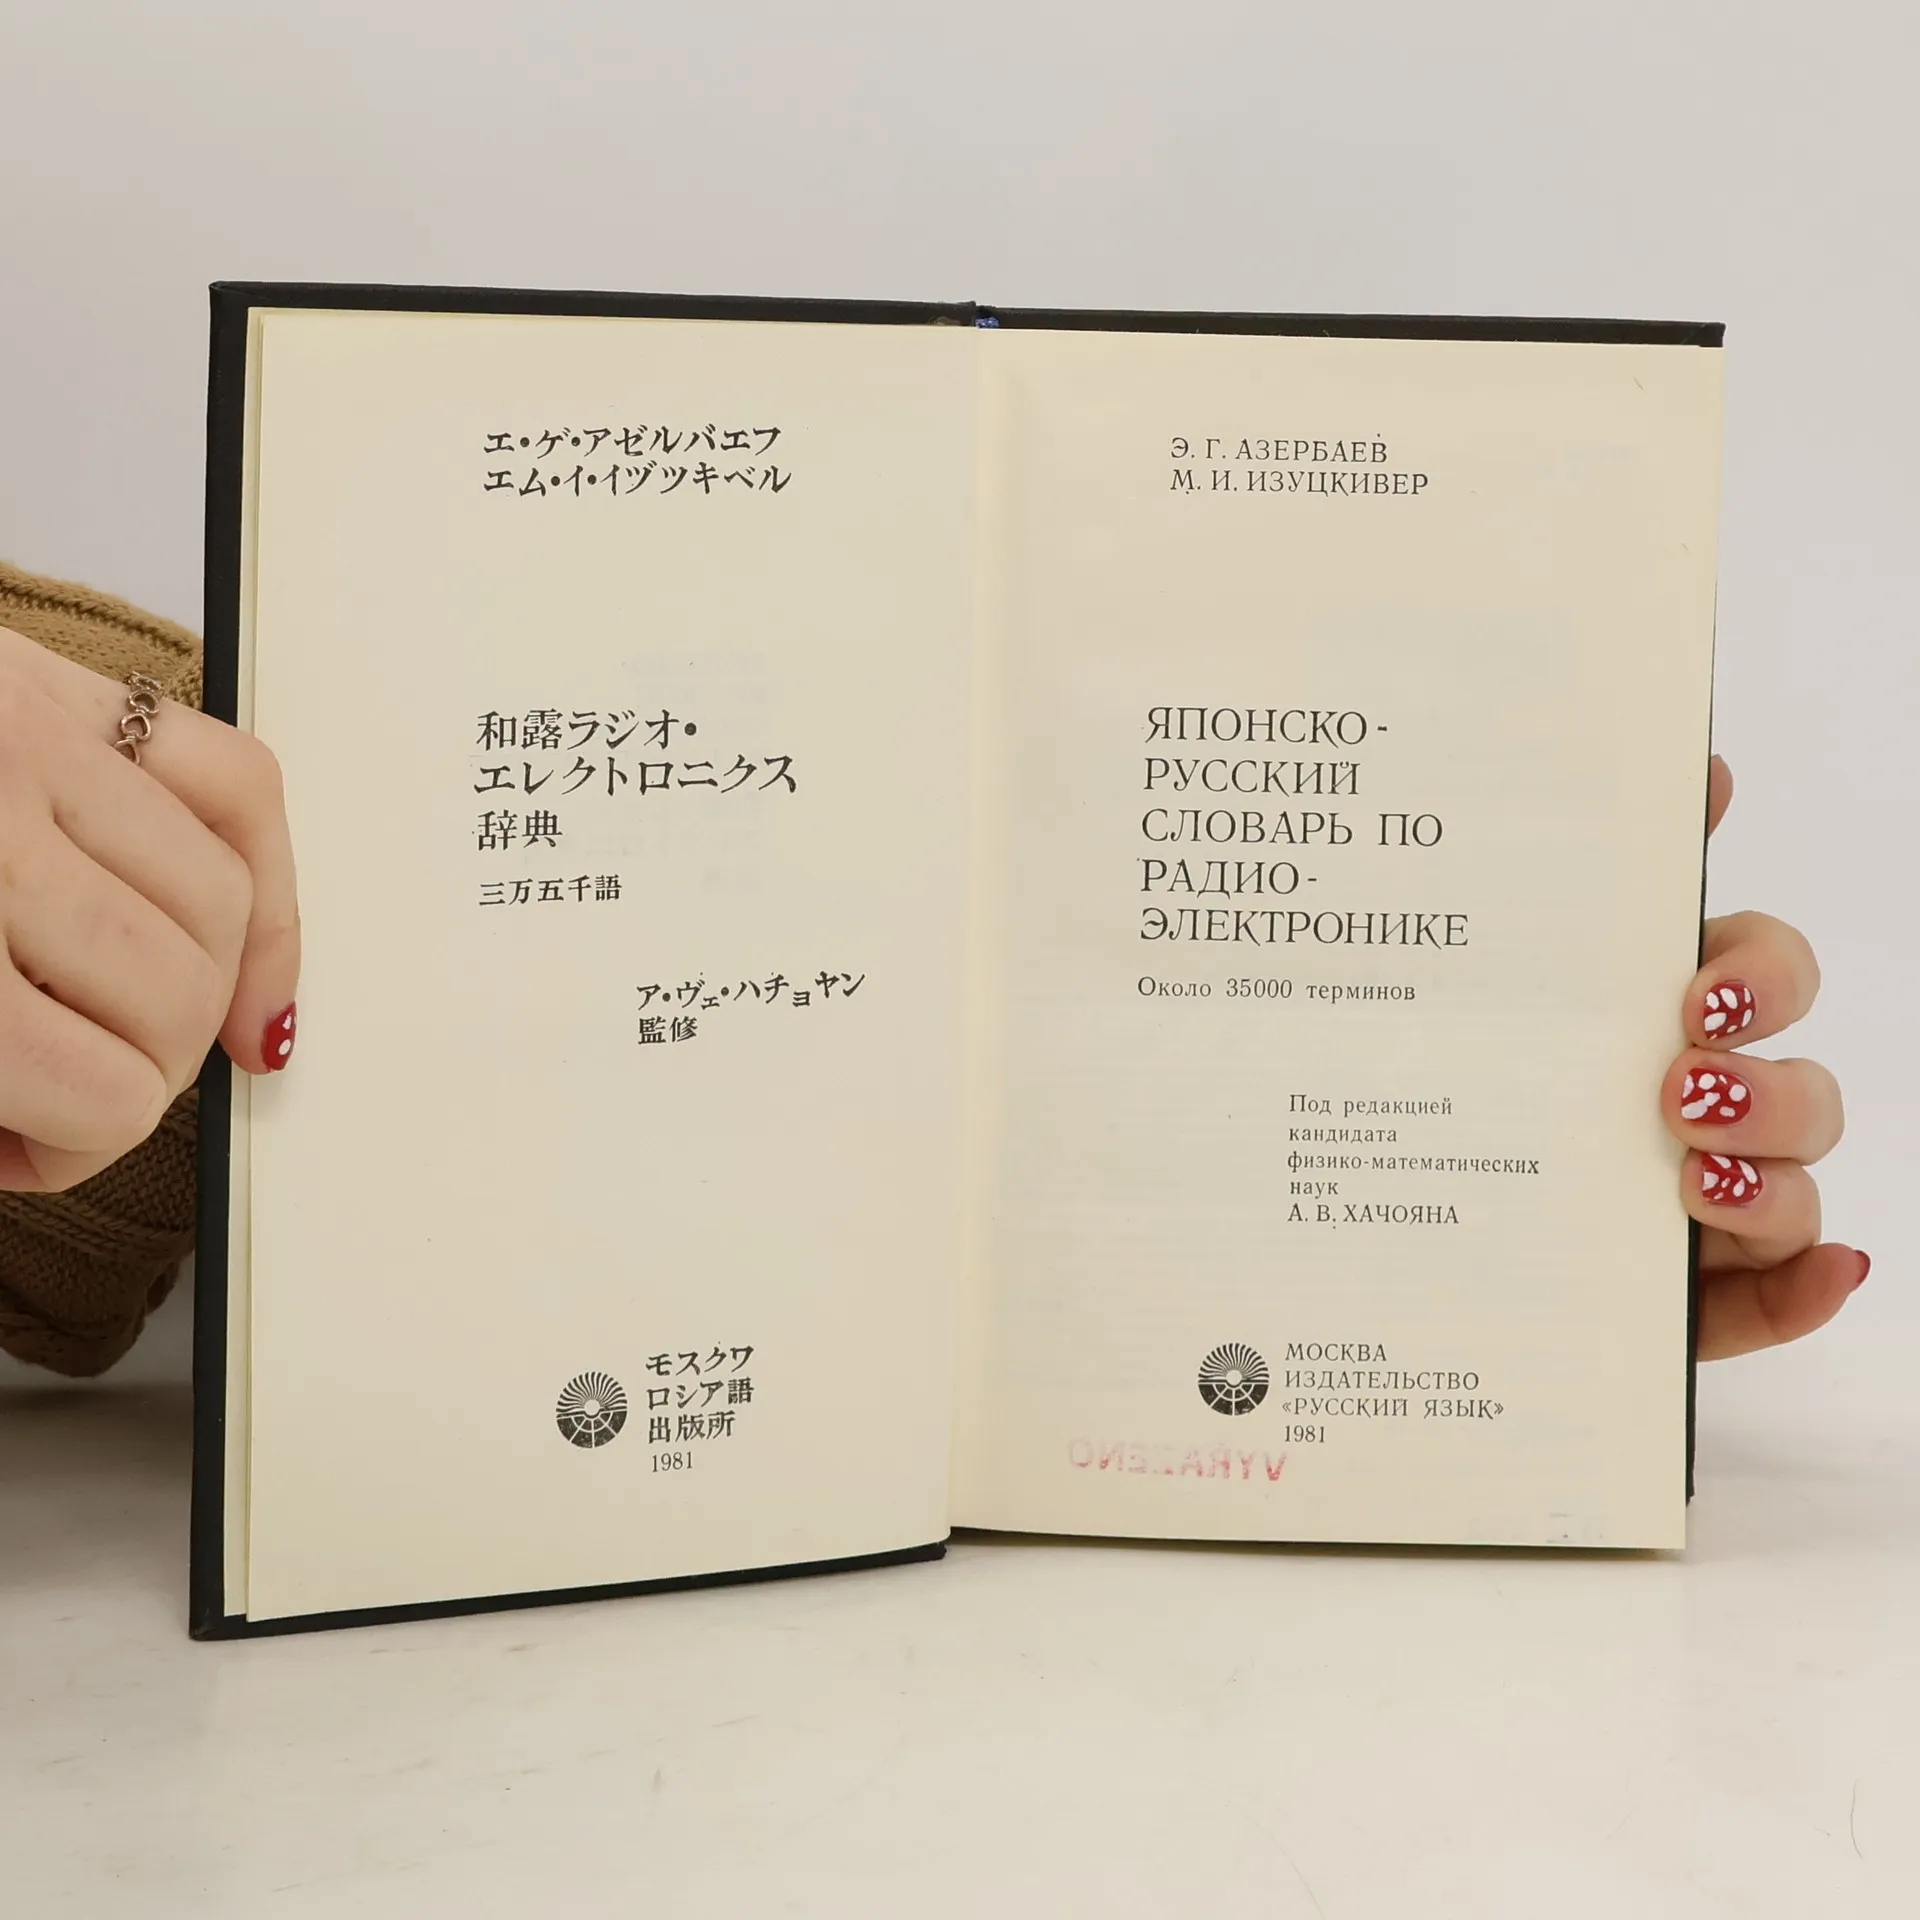 エ・ゲ・アゼルバエフ
エム・イ・イヅツキベル
和露ラジオ・
エレクトロニクス
辞典
三万五千語
ア・ヴェ・ハチョヤン
監修
モスクワ
ロシア語
出版所
1981
Э. Г. АЗЕРБАЕВ
М. И. ИЗУЦКИВЕР
ЯПОНСКО-
РУССКИЙ
СЛОВАРЬ ПО
РАДИО-
ЭЛЕКТРОНИКЕ
Около 35000 терминов
Под редакцией
кандидата
физико-математических
наук
А. В. ХАЧОЯНА
МОСКВА
ИЗДАТЕЛЬСТВО
«РУССКИЙ ЯЗЫК»
1981
VYŘAZENO